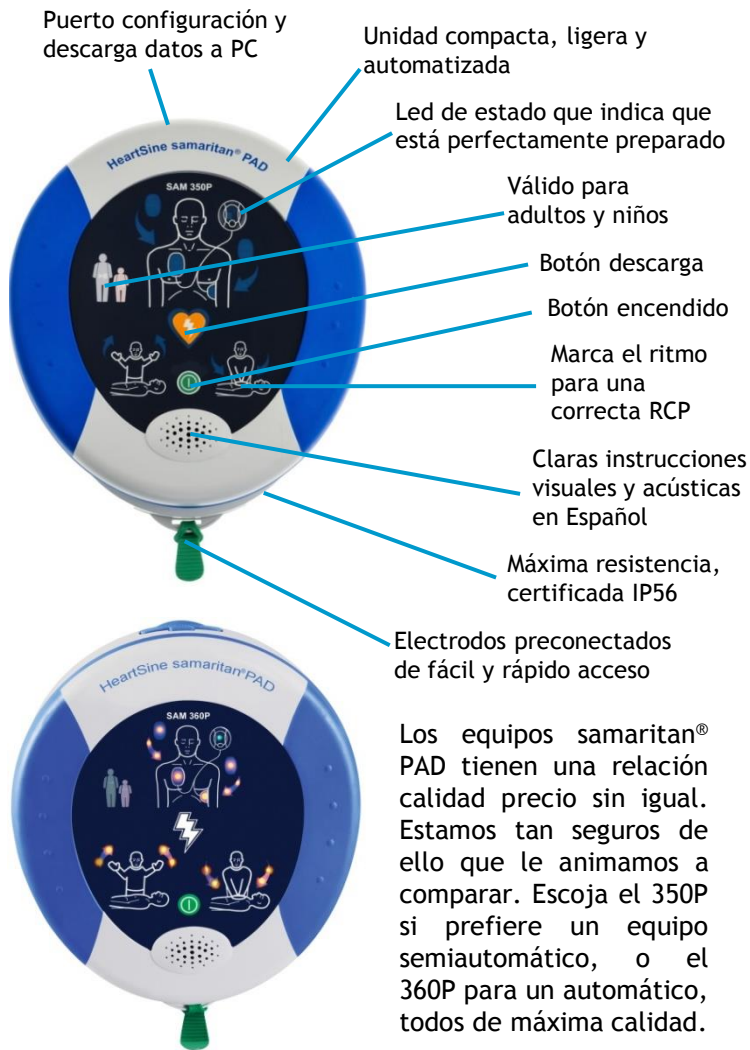 Puerto configuración y
descarga datos a PC
Unidad compacta, ligera y
automatizada
Led de estado que indica que
está perfectamente preparado
HeartSine samaritan® PAD
SAM 350P
Válido para
adultos y niños
Botón descarga
Botón encendido
Marca el ritmo
para una
correcta RCP
Claras instrucciones
visuales y acústicas
en Español
Máxima resistencia,
certificada IP56
Electrodos preconectados
de fácil y rápido acceso
HeartSine samaritan® PAD
SAM 360P
Los equipos samaritan®
PAD tienen una relación
calidad precio sin igual.
Estamos tan seguros de
ello que le animamos a
comparar. Escoja el 350P
si prefiere un equipo
semiautomático, o el
360P para un automático,
todos de máxima calidad.